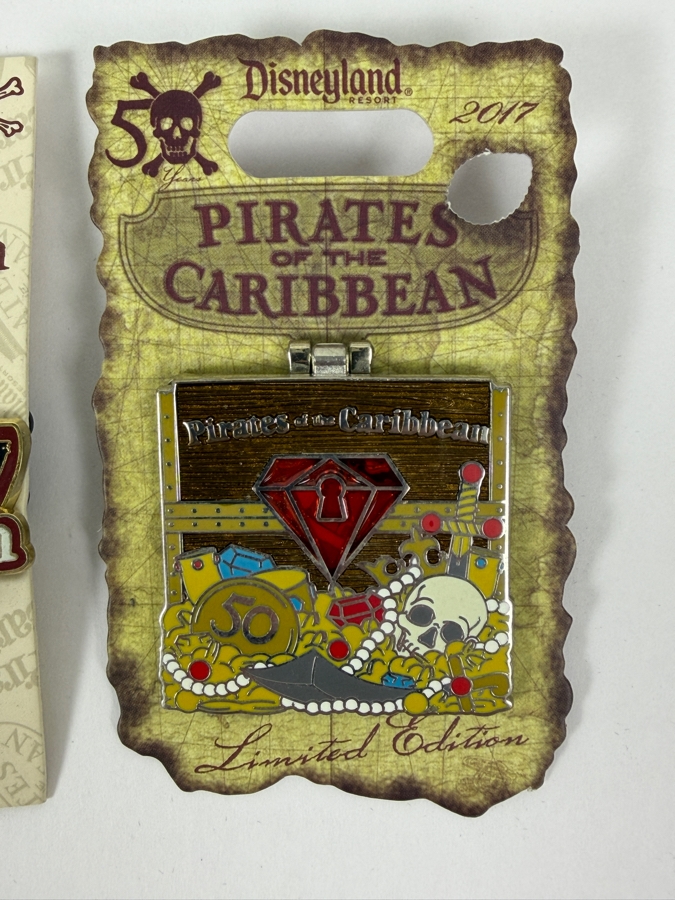 Disneyland®
RESORT
2017
50
Years
PIRATES
OF THE
CARIBBEAN
Pirates of the Caribbean
50
Limited Edition